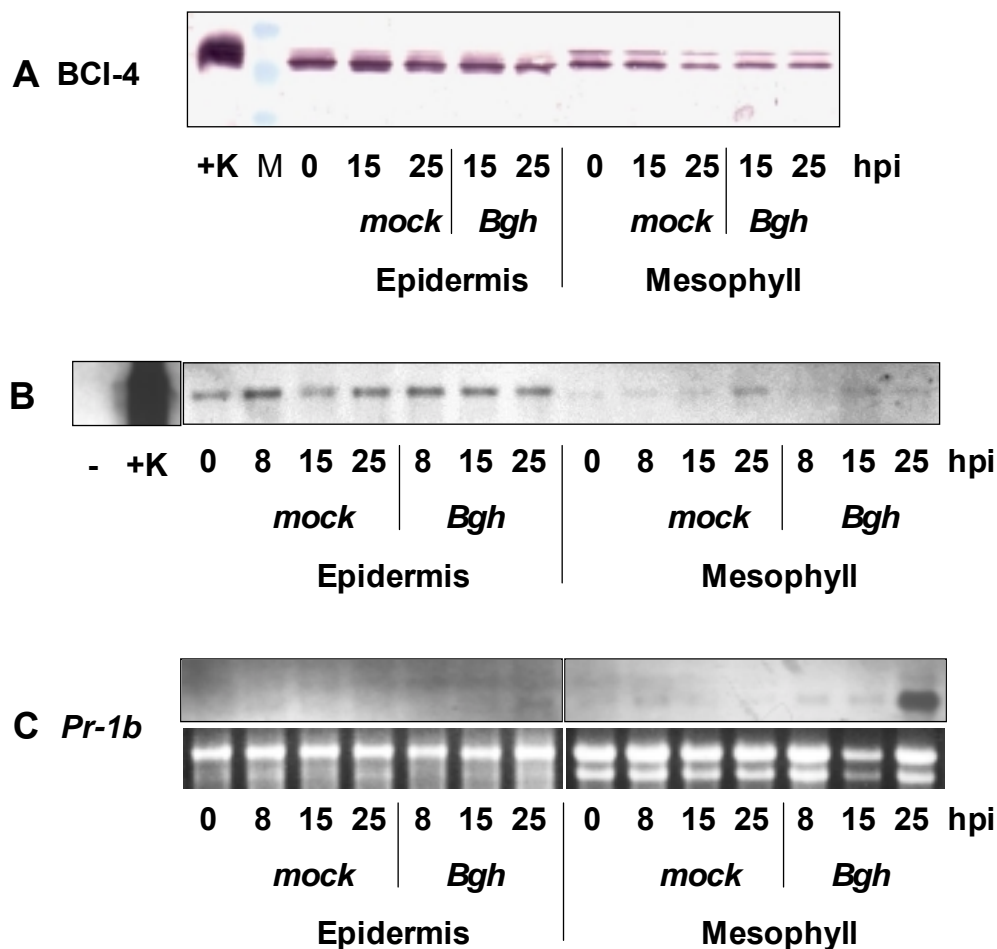 A BCI-4
+K M 0 15 25 15 25 0 15 25 15 25 hpi
mock Bgh mock Bgh
Epidermis Mesophyll
B
- +K 0 8 15 25 8 15 25 0 8 15 25 8 15 25 hpi
mock Bgh mock Bgh
Epidermis Mesophyll
C Pr-1b
0 8 15 25 8 15 25 0 8 15 25 8 15 25 hpi
mock Bgh mock Bgh
Epidermis Mesophyll